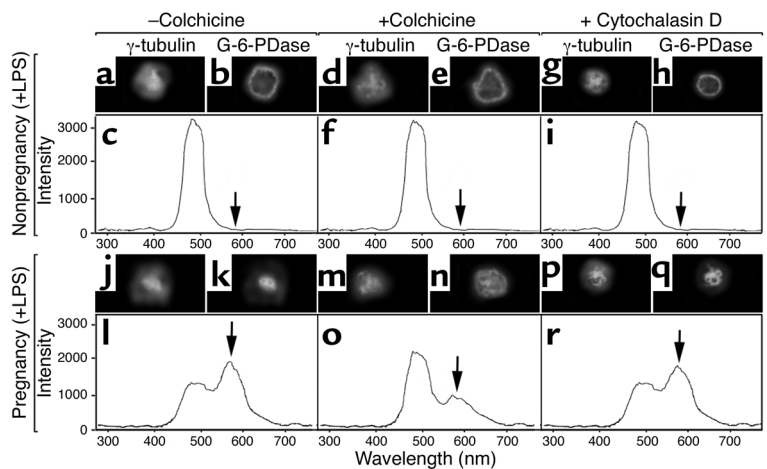 –Colchicine +Colchicine + Cytochalasin D
γ-tubulin G-6-PDase γ-tubulin G-6-PDase γ-tubulin G-6-PDase
Nonpregnancy (+LPS)
a b d e g h
Intensity
3000
2000
1000
0
c f i
300 400 500 600 700 300 400 500 600 700 300 400 500 600 700
Pregnancy (+LPS)
j k m n p q
Intensity
3000
2000
1000
0
l o r
300 400 500 600 700 300 400 500 600 700 300 400 500 600 700
Wavelength (nm)